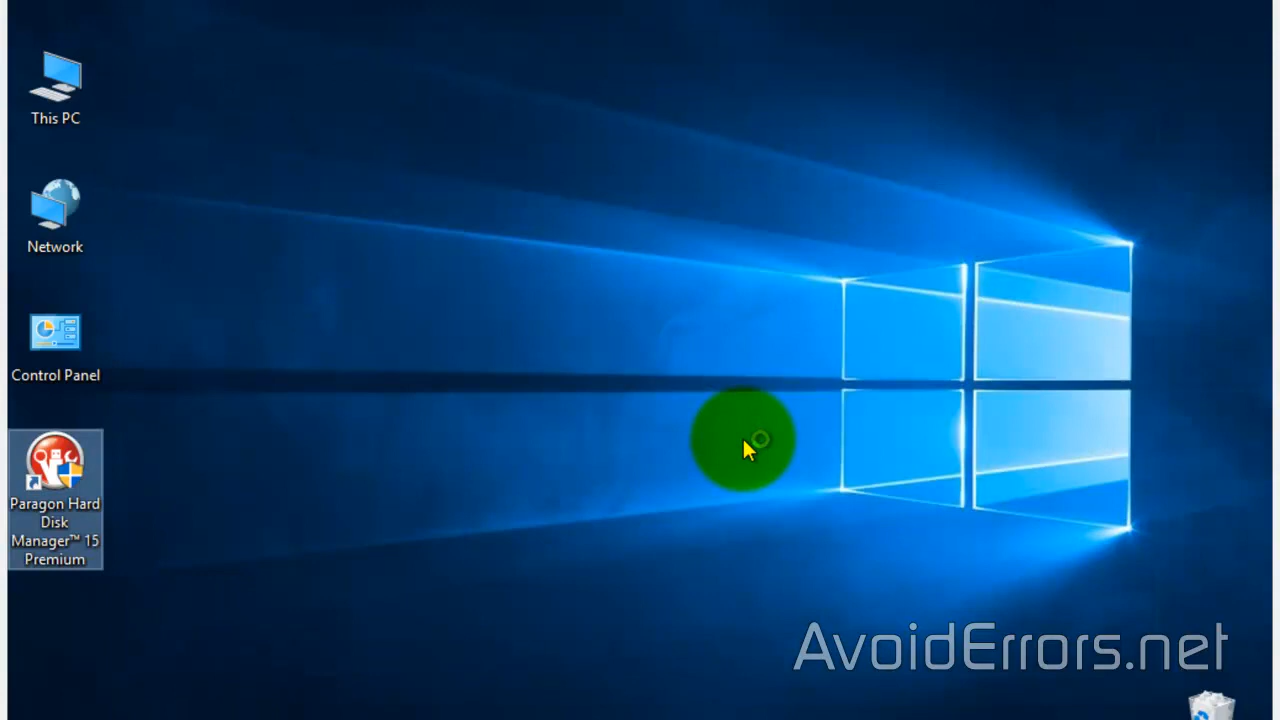 This PC
Network
Control Panel
Paragon Hard
Disk
Manager™ 15
Premium
AvoidErrors.net